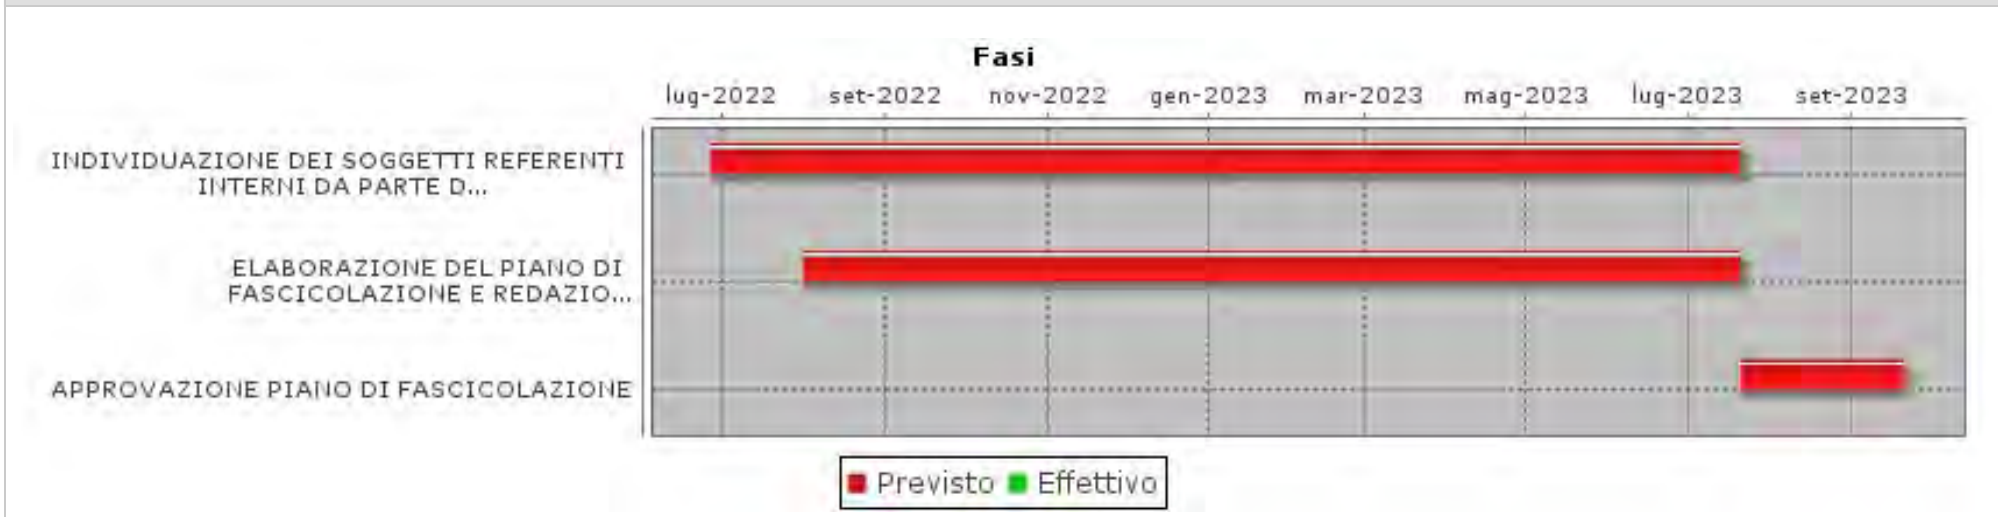 Fasi
lug-2022 set-2022 nov-2022 gen-2023 mar-2023 mag-2023 lug-2023 set-2023
INDIVIDUAZIONE DEI SOGGETTI REFERENTI
INTERNI DA PARTE D...
ELABORAZIONE DEL PIANO DI
FASCICOLAZIONE E REDAZIO...
APPROVAZIONE PIANO DI FASCICOLAZIONE
Previsto Effettivo